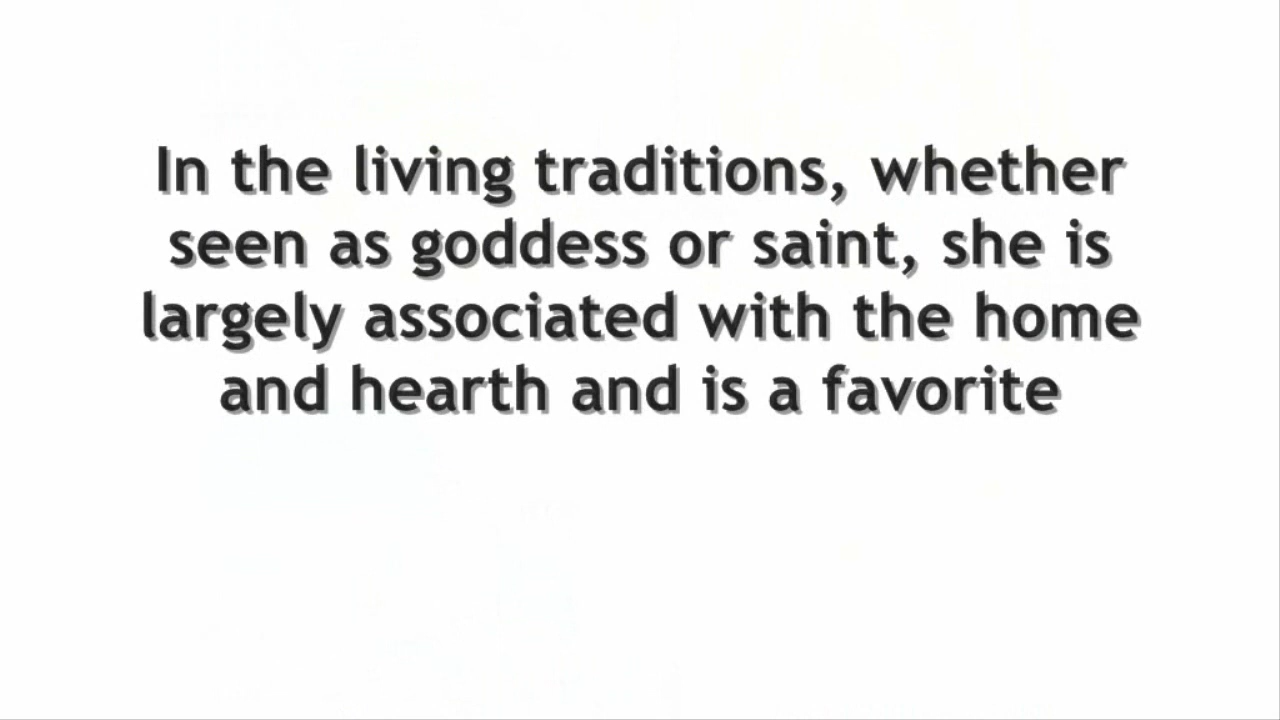 In the living traditions, whether
seen as goddess or saint, she is
largely associated with the home
and hearth and is a favorite